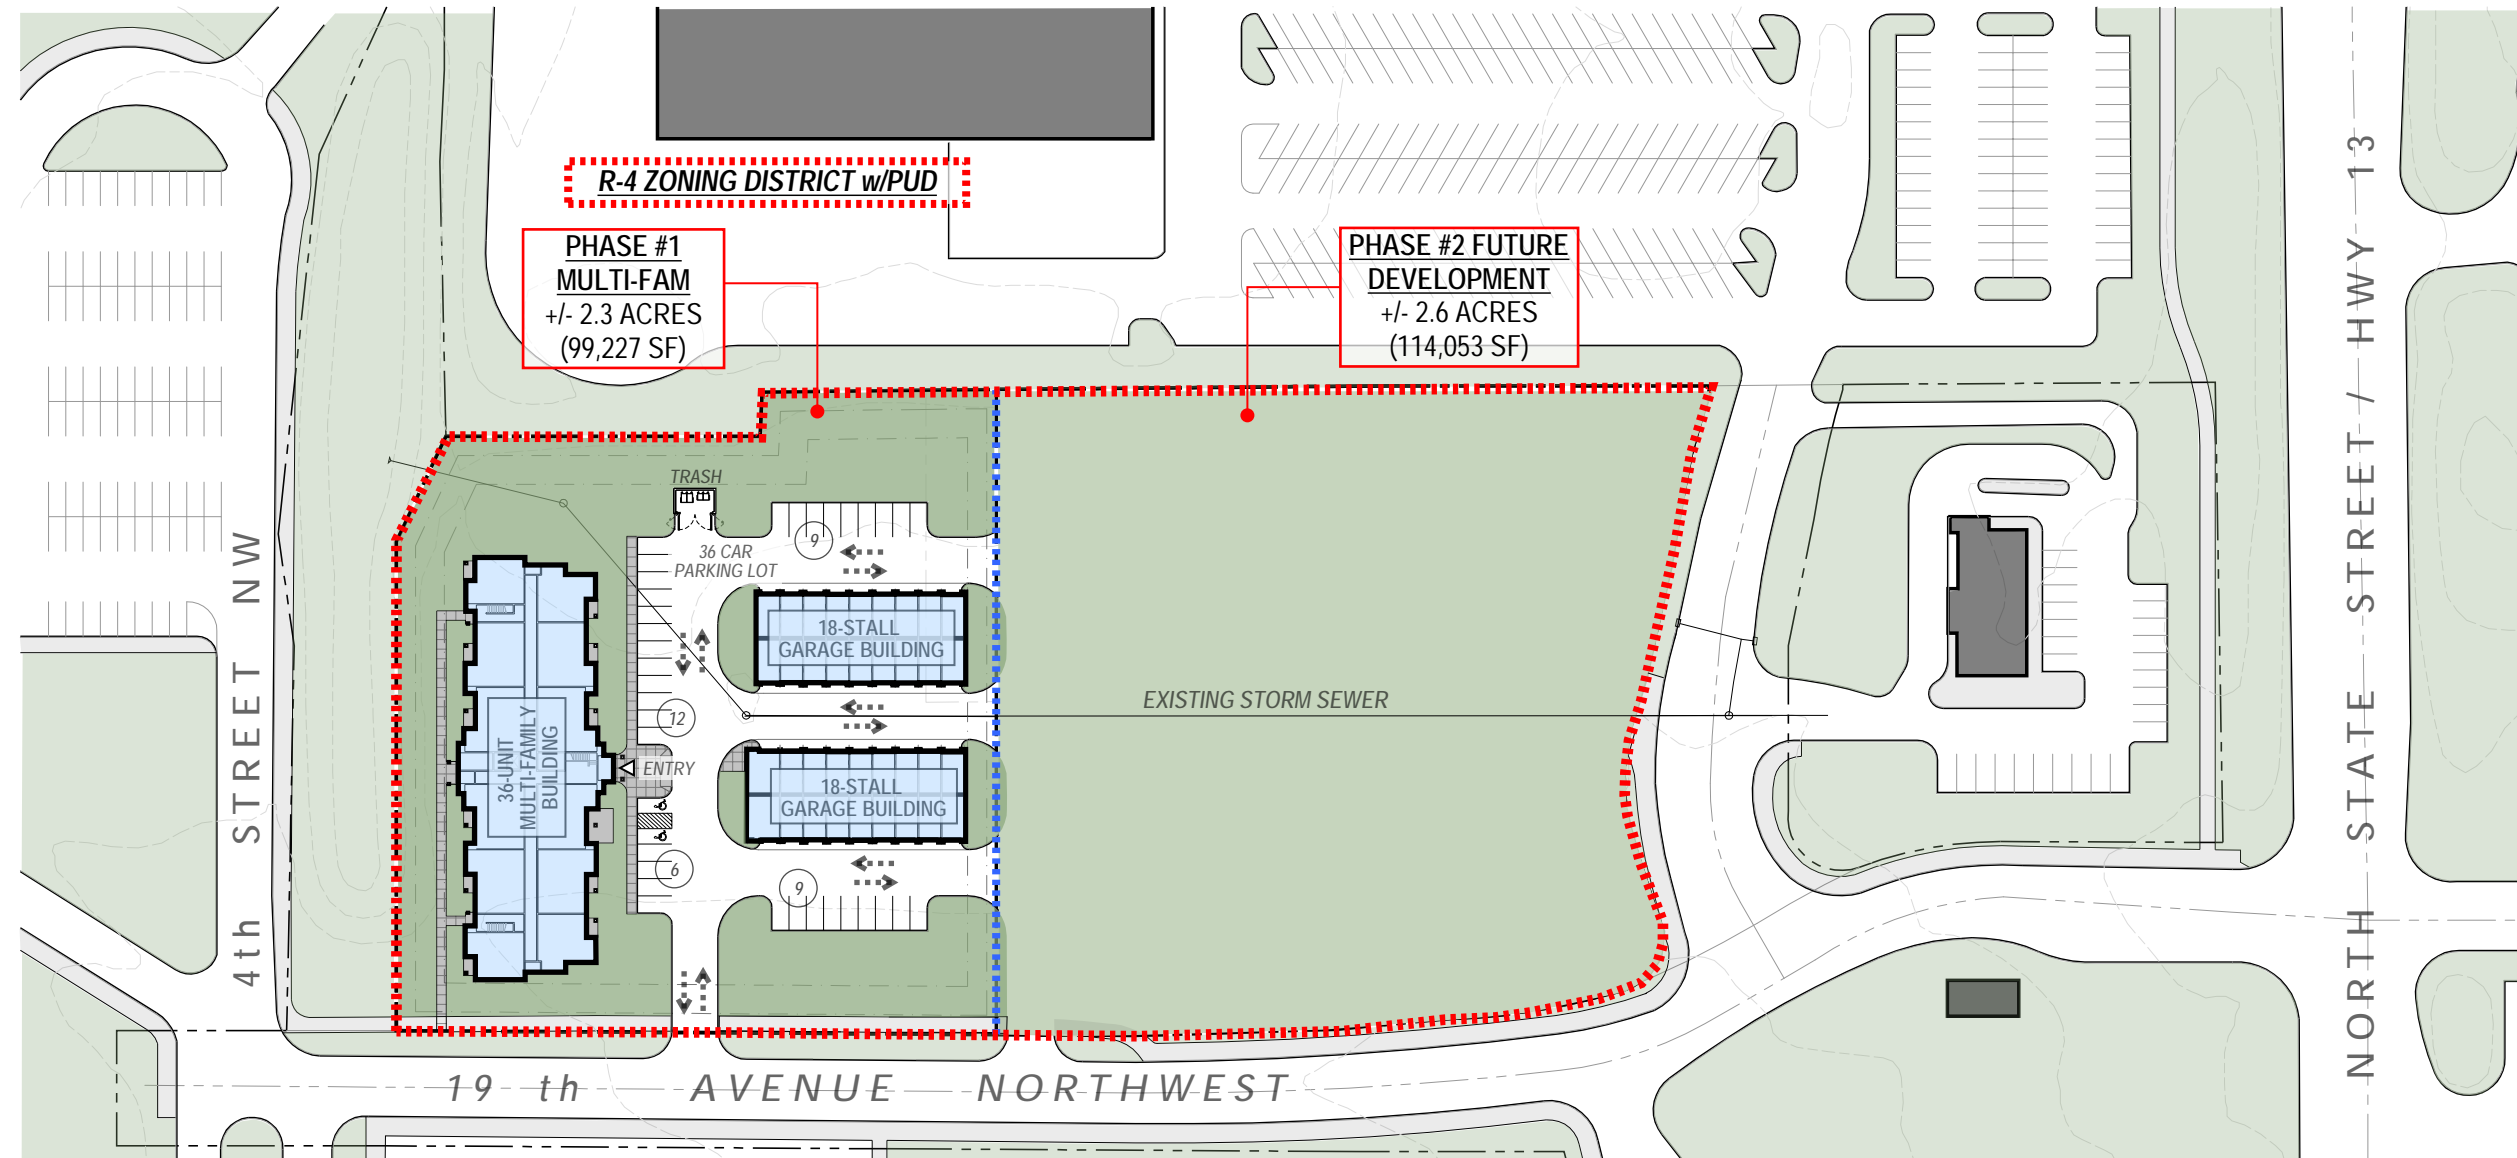 R-4 ZONING DISTRICT w/PUD
PHASE #1
MULTI-FAM
+/- 2.3 ACRES
(99,227 SF)
PHASE #2 FUTURE
DEVELOPMENT
+/- 2.6 ACRES
(114,053 SF)
TRASH
36 CAR
PARKING LOT
9
18-STALL
GARAGE BUILDING
12
EXISTING STORM SEWER
36-UNIT
MULTI-FAMILY
BUILDING
ENTRY
18-STALL
GARAGE BUILDING
6
9
4th STREET NW
19 th AVENUE NORTHWEST
NORTH STATE STREET / HWY 13